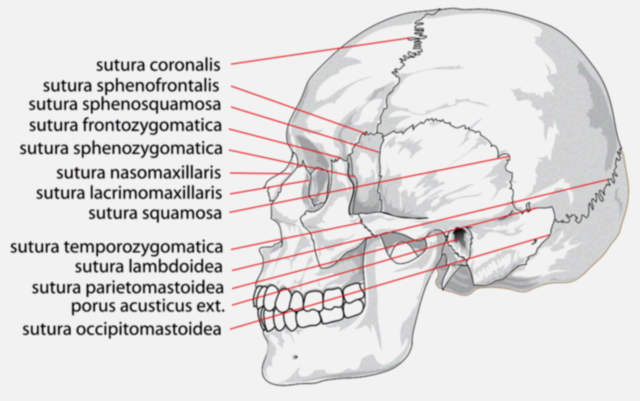 sutura coronalis
sutura sphenofrontalis
sutura sphenosquamosa
sutura frontozygomatica
sutura sphenozygomatica
sutura nasomaxillaris
sutura lacrimomaxillaris
sutura squamosa
sutura temporozygomatica
sutura lambdoidea
sutura parietomastoidea
porus acusticus ext.
sutura occipitomastoidea